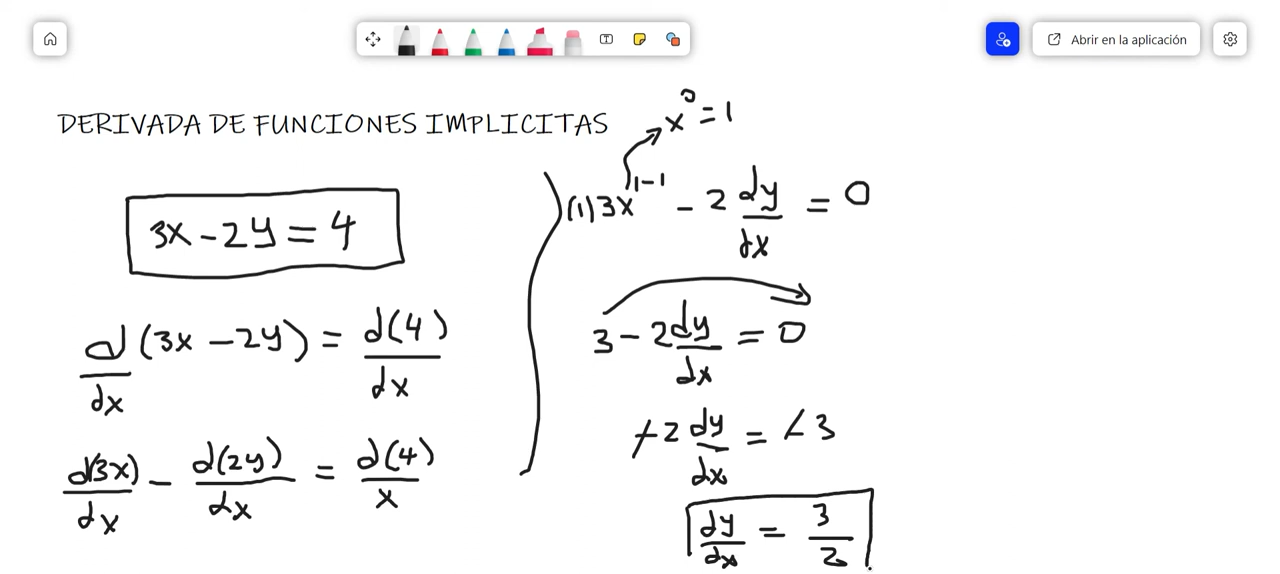 Abrir en la aplicación
DERIVADA DE FUNCIONES IMPLICITAS
3x - 2y = 4
d/dx (3x - 2y) = d(4)/dx
d(3x)/dx - d(2y)/dx = d(4)/x
x^0 = 1
(1)3x^1-1 - 2 dy/dx = 0
3 - 2 dy/dx = 0
-2 dy/dx = -3
dy/dx = 3/2